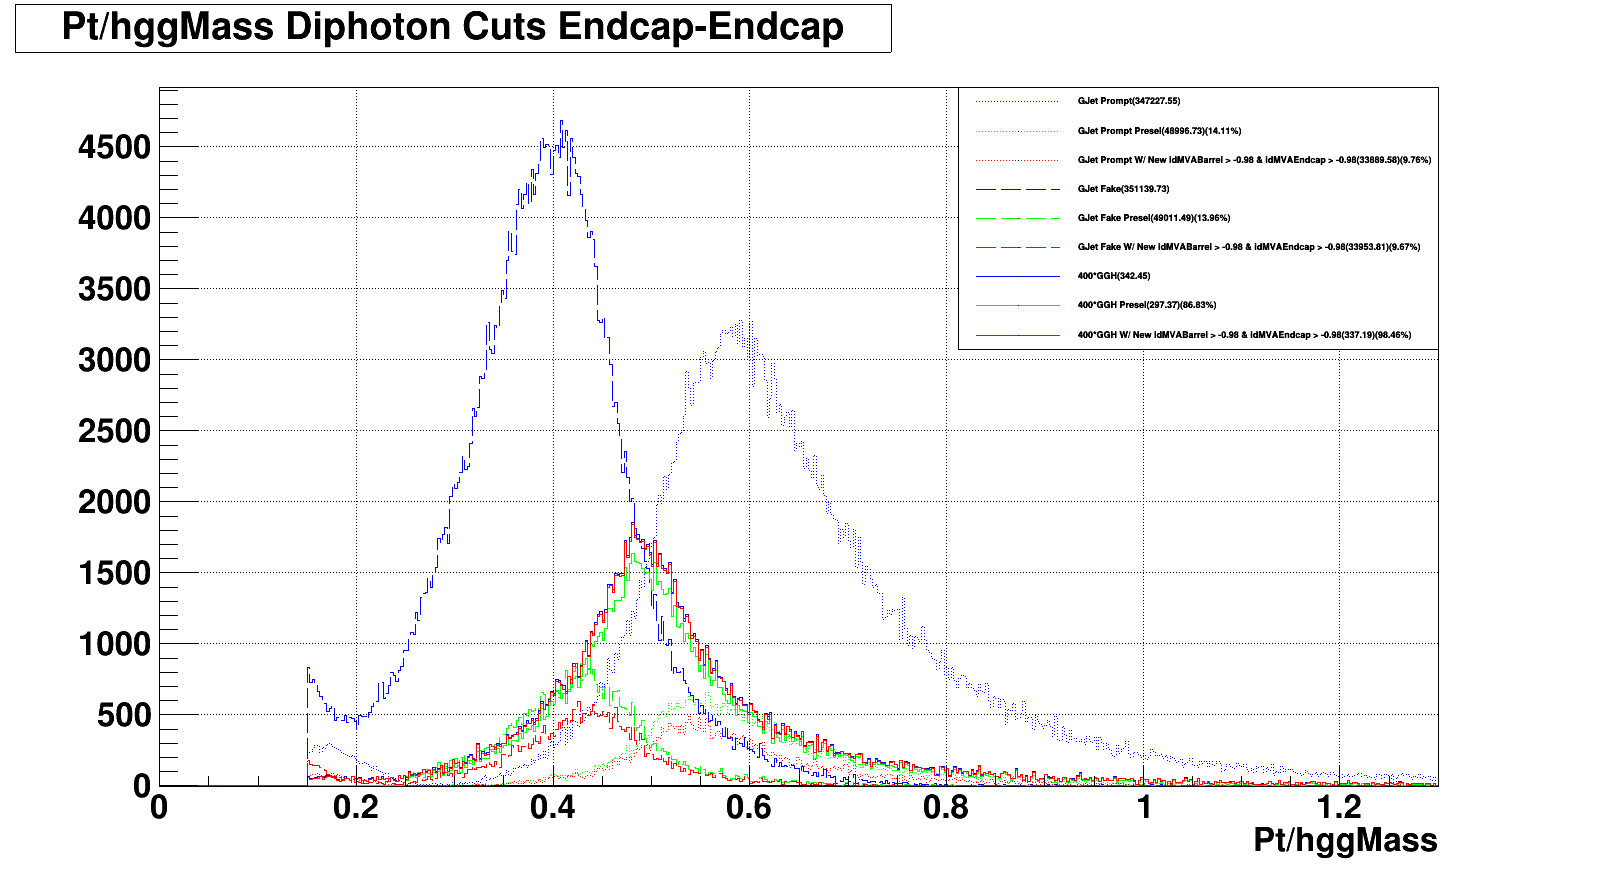 Pt/hggMass Diphoton Cuts Endcap-Endcap
GJet Prompt(347227.55)
GJet Prompt Presel(48996.73)(14.11%)
GJet Prompt W/ New idMVABarrel > -0.98 & idMVAEndcap > -0.98(33889.58)(9.76%)
GJet Fake(351139.73)
GJet Fake Presel(49011.49)(13.96%)
GJet Fake W/ New idMVABarrel > -0.98 & idMVAEndcap > -0.98(33953.81)(9.67%)
400*GGH(342.45)
400*GGH Presel(297.37)(86.83%)
400*GGH W/ New idMVABarrel > -0.98 & idMVAEndcap > -0.98(337.19)(98.46%)
4500
4000
3500
3000
2500
2000
1500
1000
500
0
0 0.2 0.4 0.6 0.8 1 1.2
Pt/hggMass